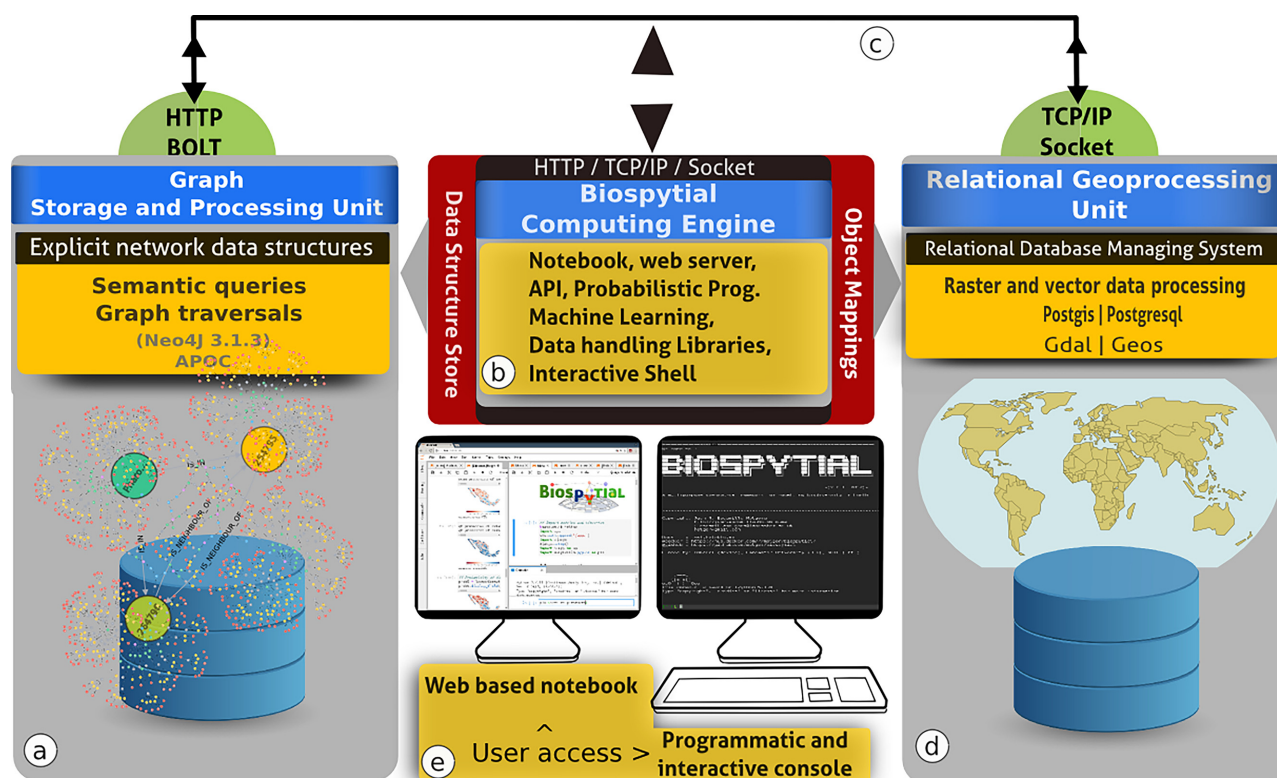 c
HTTP
BOLT
Graph
Storage and Processing Unit
Explicit network data structures
Semantic queries
Graph traversals
(Neo4J 3.1.3)
APOC
IS_IN
IS_IN
IS_NEIGHBOUR_OF
IS_NEIGHBOUR_OF
a
Data Structure Store
HTTP / TCP/IP / Socket
Biospytial
Computing Engine
Notebook, web server,
API, Probabilistic Prog.
Machine Learning,
Data handling Libraries,
Interactive Shell
b
Object Mappings
Biospytial
BIOSPYTIAL
Web based notebook
^
User access >
Programmatic and
interactive console
e
TCP/IP
Socket
Relational Geoprocessing
Unit
Relational Database Managing System
Raster and vector data processing
Postgis | Postgresql
Gdal | Geos
d